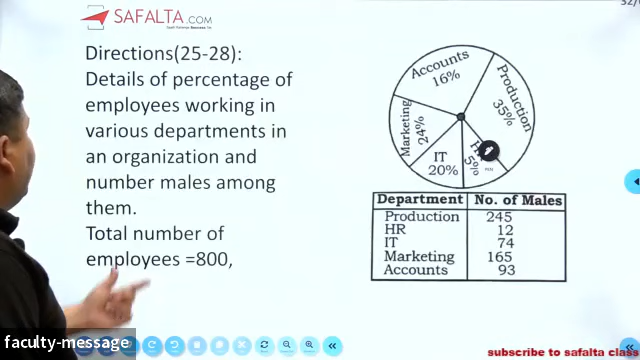 32/
SAFALTA.COM
Directions(25-28):
Details of percentage of
employees working in
various departments in
an organization and
number males among
them.
Total number of
employees =800,
Accounts
16%
Production
35%
Marketing
24%
IT
20%
5%
Department No. of Males
Production 245
HR 12
IT 74
Marketing 165
Accounts 93
faculty-message
subscribe to safalta class